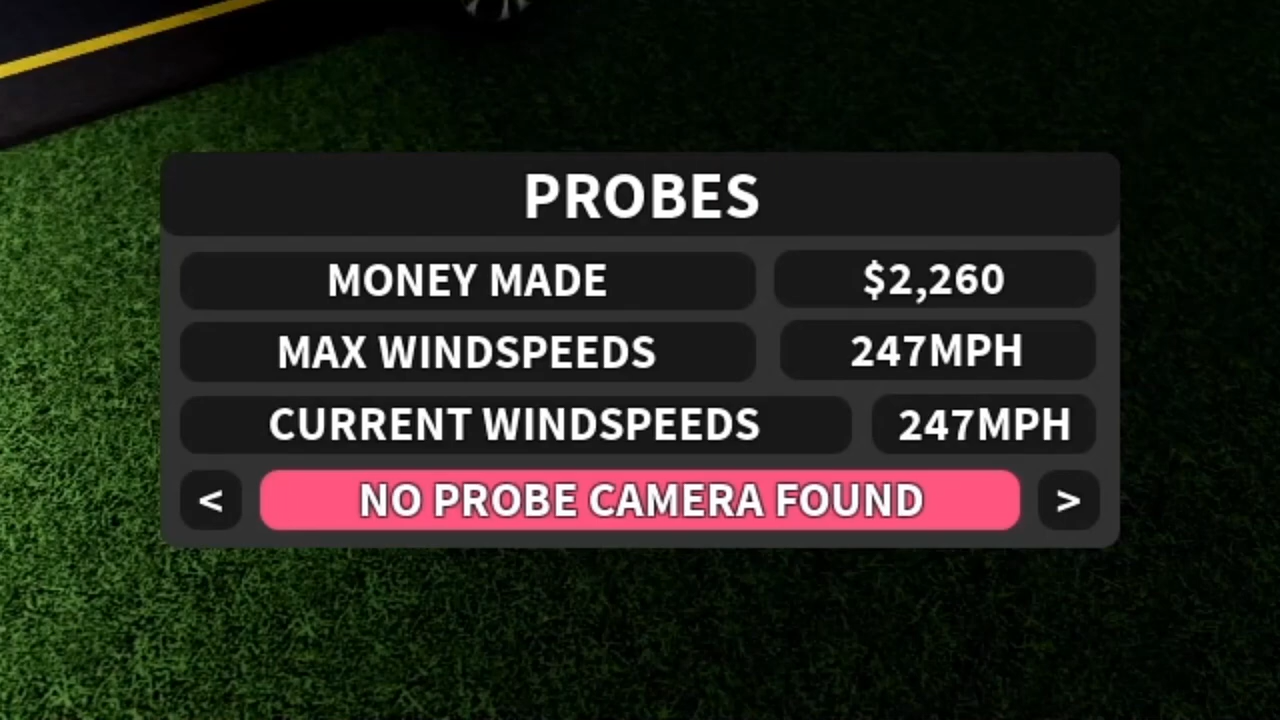 PROBES
MONEY MADE $2,260
MAX WINDSPEEDS 247MPH
CURRENT WINDSPEEDS 247MPH
< NO PROBE CAMERA FOUND >